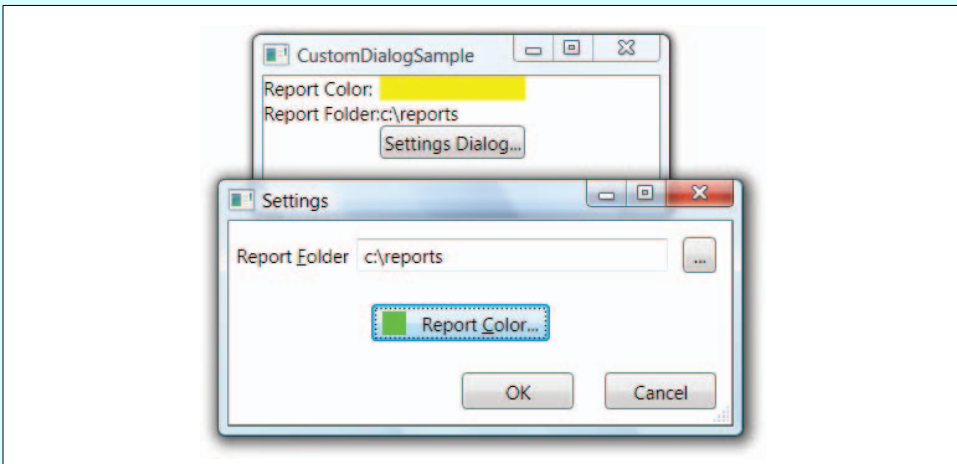 CustomDialogSample
Report Color:
Report Folder:c:\reports
Settings Dialog...
Settings
Report Folder c:\reports ...
Report Color...
OK Cancel